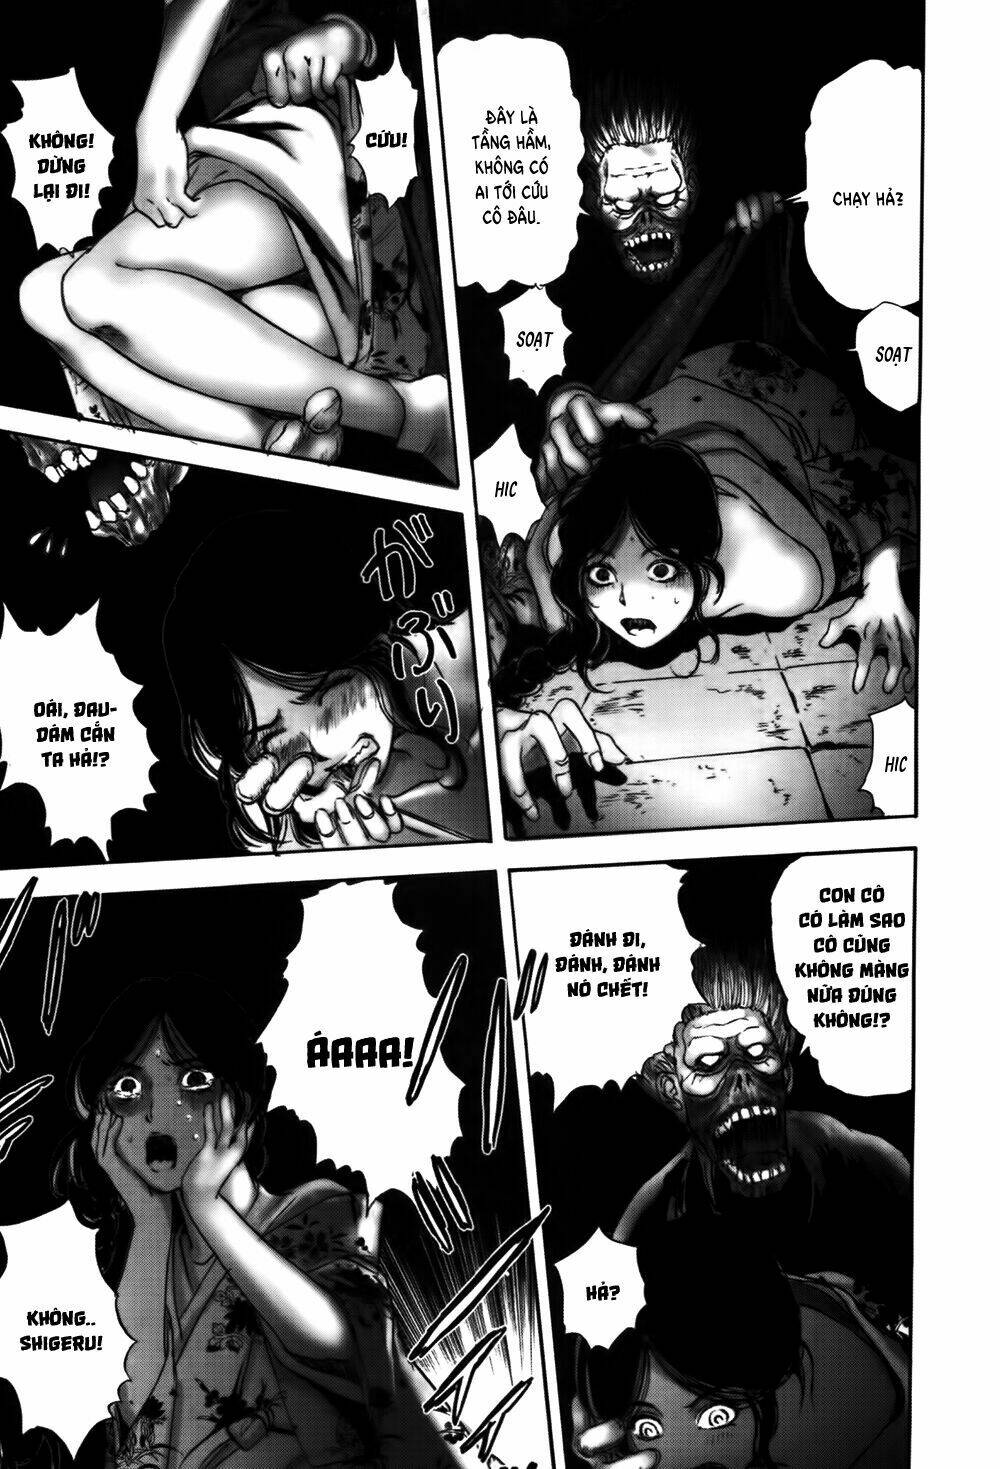 CHẠY HẢ?
ĐÂY LÀ
TẦNG HẦM,
KHÔNG CÓ
AI TỚI CỨU
CÔ ĐÂU.
SOẠT
SOẠT
HIC
HIC
CỨU!
KHÔNG!
DỪNG
LẠI ĐI!
がぶり
OÁI, ĐAU-
DÁM CẮN
TA HẢ!?
CON CÔ
CÓ LÀM SAO
CÔ CŨNG
KHÔNG MÀNG
NỮA ĐÚNG
KHÔNG!?
ĐÁNH ĐI,
ĐÁNH, ĐÁNH
NÓ CHẾT!
HẢ?
ÁAAA!
KHÔNG..
SHIGERU!